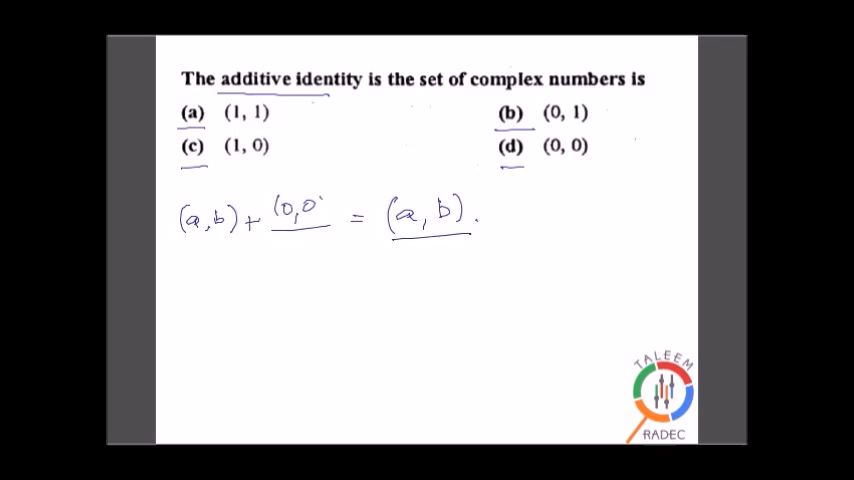 The additive identity is the set of complex numbers is
(a) (1, 1) (b) (0, 1)
(c) (1, 0) (d) (0, 0)
(a, b) + (0, 0) = (a, b).
TALEEM
RADEC